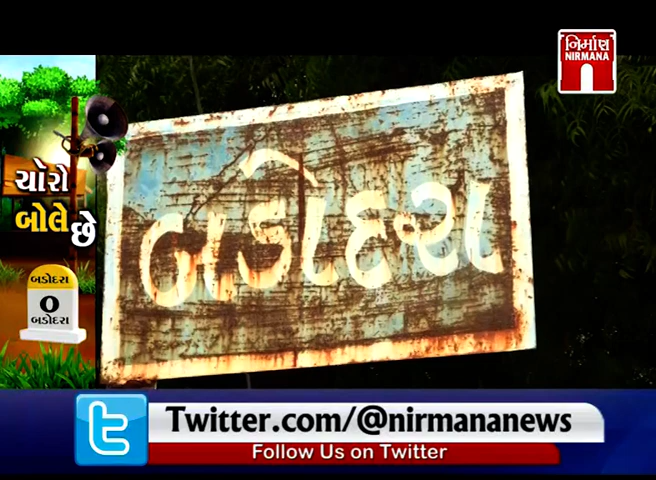 નિર્માણ
NIRMANA
ચોરો
બોલે
છે
બડોદરા
0
બડોદરા
બડોદરા
Twitter.com/@nirmananews
Follow Us on Twitter